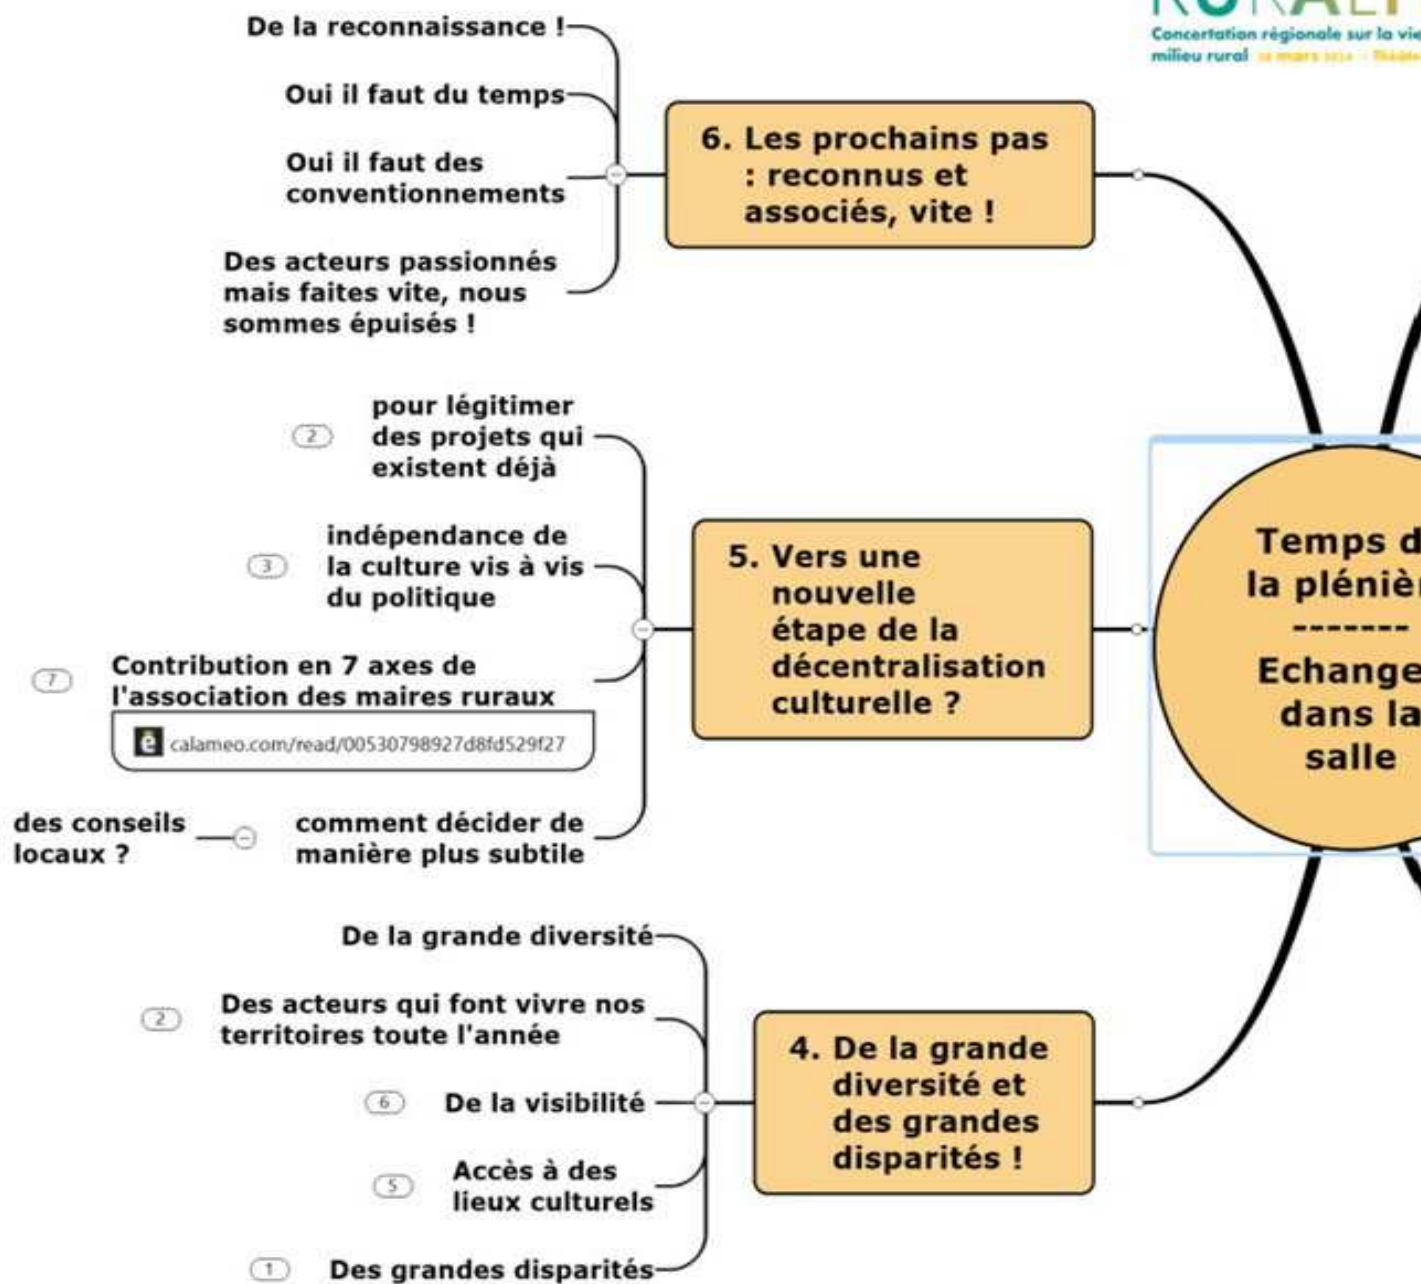 Concertation régionale sur la vie
milieu rural
De la reconnaissance !
Oui il faut du temps
Oui il faut des
conventionnements
Des acteurs passionnés
mais faites vite, nous
sommes épuisés !
6. Les prochains pas
: reconnus et
associés, vite !
pour légitimer
des projets qui
existent déjà
2
indépendance de
la culture vis à vis
du politique
3
Contribution en 7 axes de
l'association des maires ruraux
7
calameo.com/read/00530798927d8fd529f27
comment décider de
manière plus subtile
des conseils
locaux ?
5. Vers une
nouvelle
étape de la
décentralisation
culturelle ?
Temps d
la plénièr
-------
Echange
dans la
salle
De la grande diversité
Des acteurs qui font vivre nos
territoires toute l'année
2
De la visibilité
6
Accès à des
lieux culturels
5
Des grandes disparités
1
4. De la grande
diversité et
des grandes
disparités !